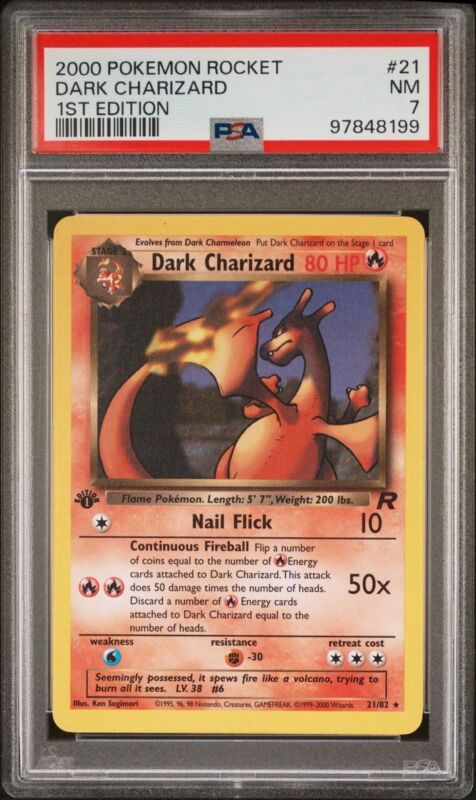 2000 POKEMON ROCKET #21
DARK CHARIZARD NM
1ST EDITION 7
PSA 97848199
Evolves from Dark Charmeleon Put Dark Charizard on the Stage 1 card
STAGE 2
Dark Charizard 80 HP
Flame Pokémon. Length: 5' 7", Weight: 200 lbs.
EDITION 1
R
Nail Flick 10
Continuous Fireball Flip a number
of coins equal to the number of Energy
cards attached to Dark Charizard. This attack
does 50 damage times the number of heads.
50x
Discard a number of Energy cards
attached to Dark Charizard equal to the
number of heads.
weakness resistance retreat cost
-30
Seemingly possessed, it spews fire like a volcano, trying to
burn all it sees. LV. 38 #6
Illus. Ken Sugimori ©1995, 96, 98 Nintendo, Creatures, GAMEFREAK. ©1999-2000 Wizards. 21/82 ★
PSA